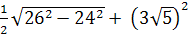 ½√(26² − 24²) + (3√5)²